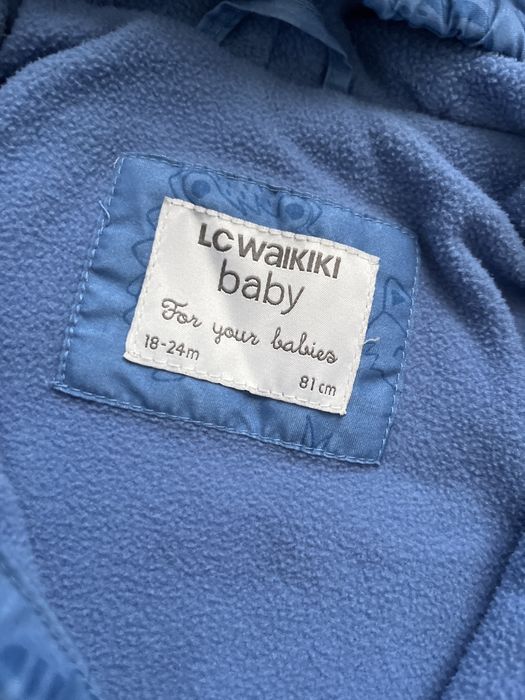 LC WAIKIKI
baby
For your babies
18-24m
81 cm